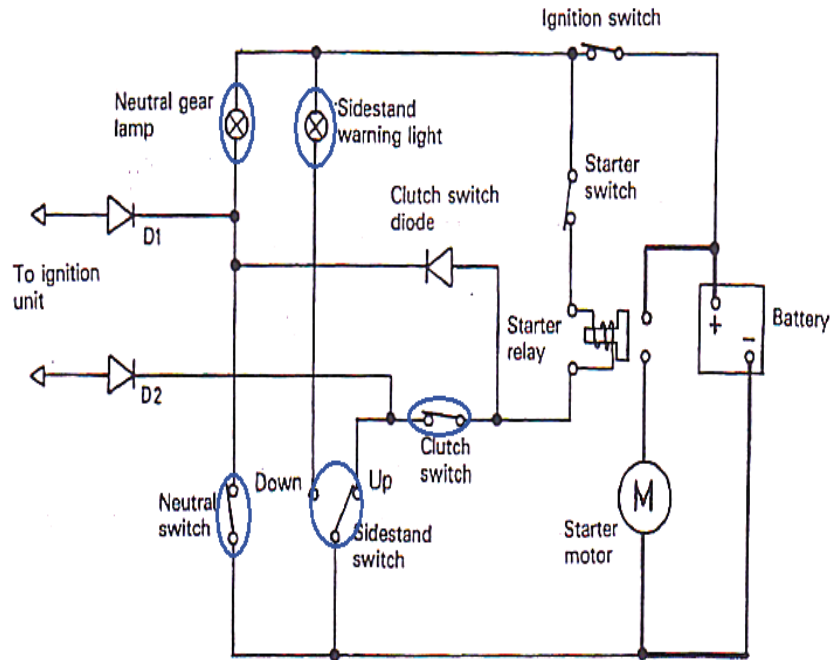 Ignition switch
Neutral gear
lamp
Sidestand
warning light
Starter
switch
Clutch switch
diode
D1
To ignition
unit
Starter
relay
+
-
Battery
D2
Clutch
switch
Down
Up
Neutral
switch
Sidestand
switch
M
Starter
motor